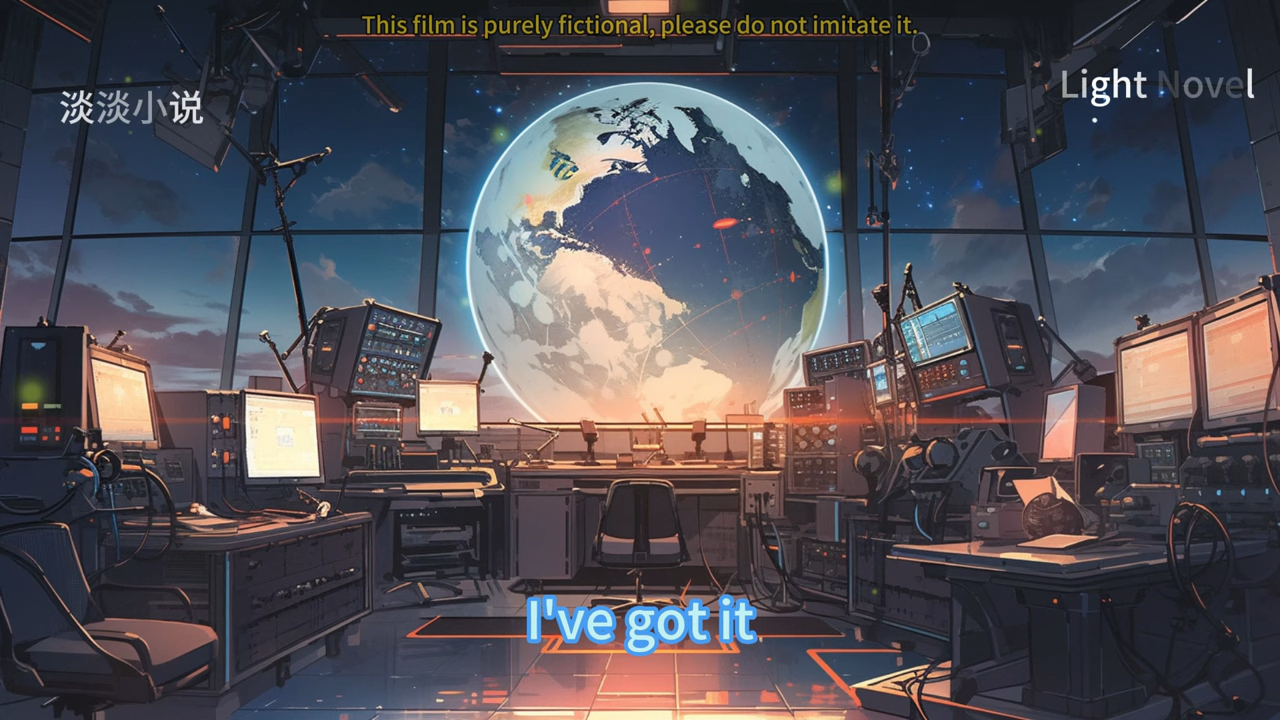 This film is purely fictional, please do not imitate it.
淡淡小说
Light Novel
I've got it